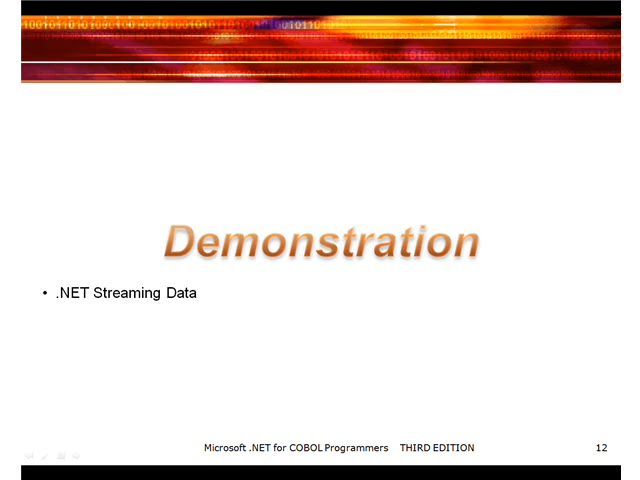 Demonstration
• .NET Streaming Data
Microsoft .NET for COBOL Programmers THIRD EDITION 12